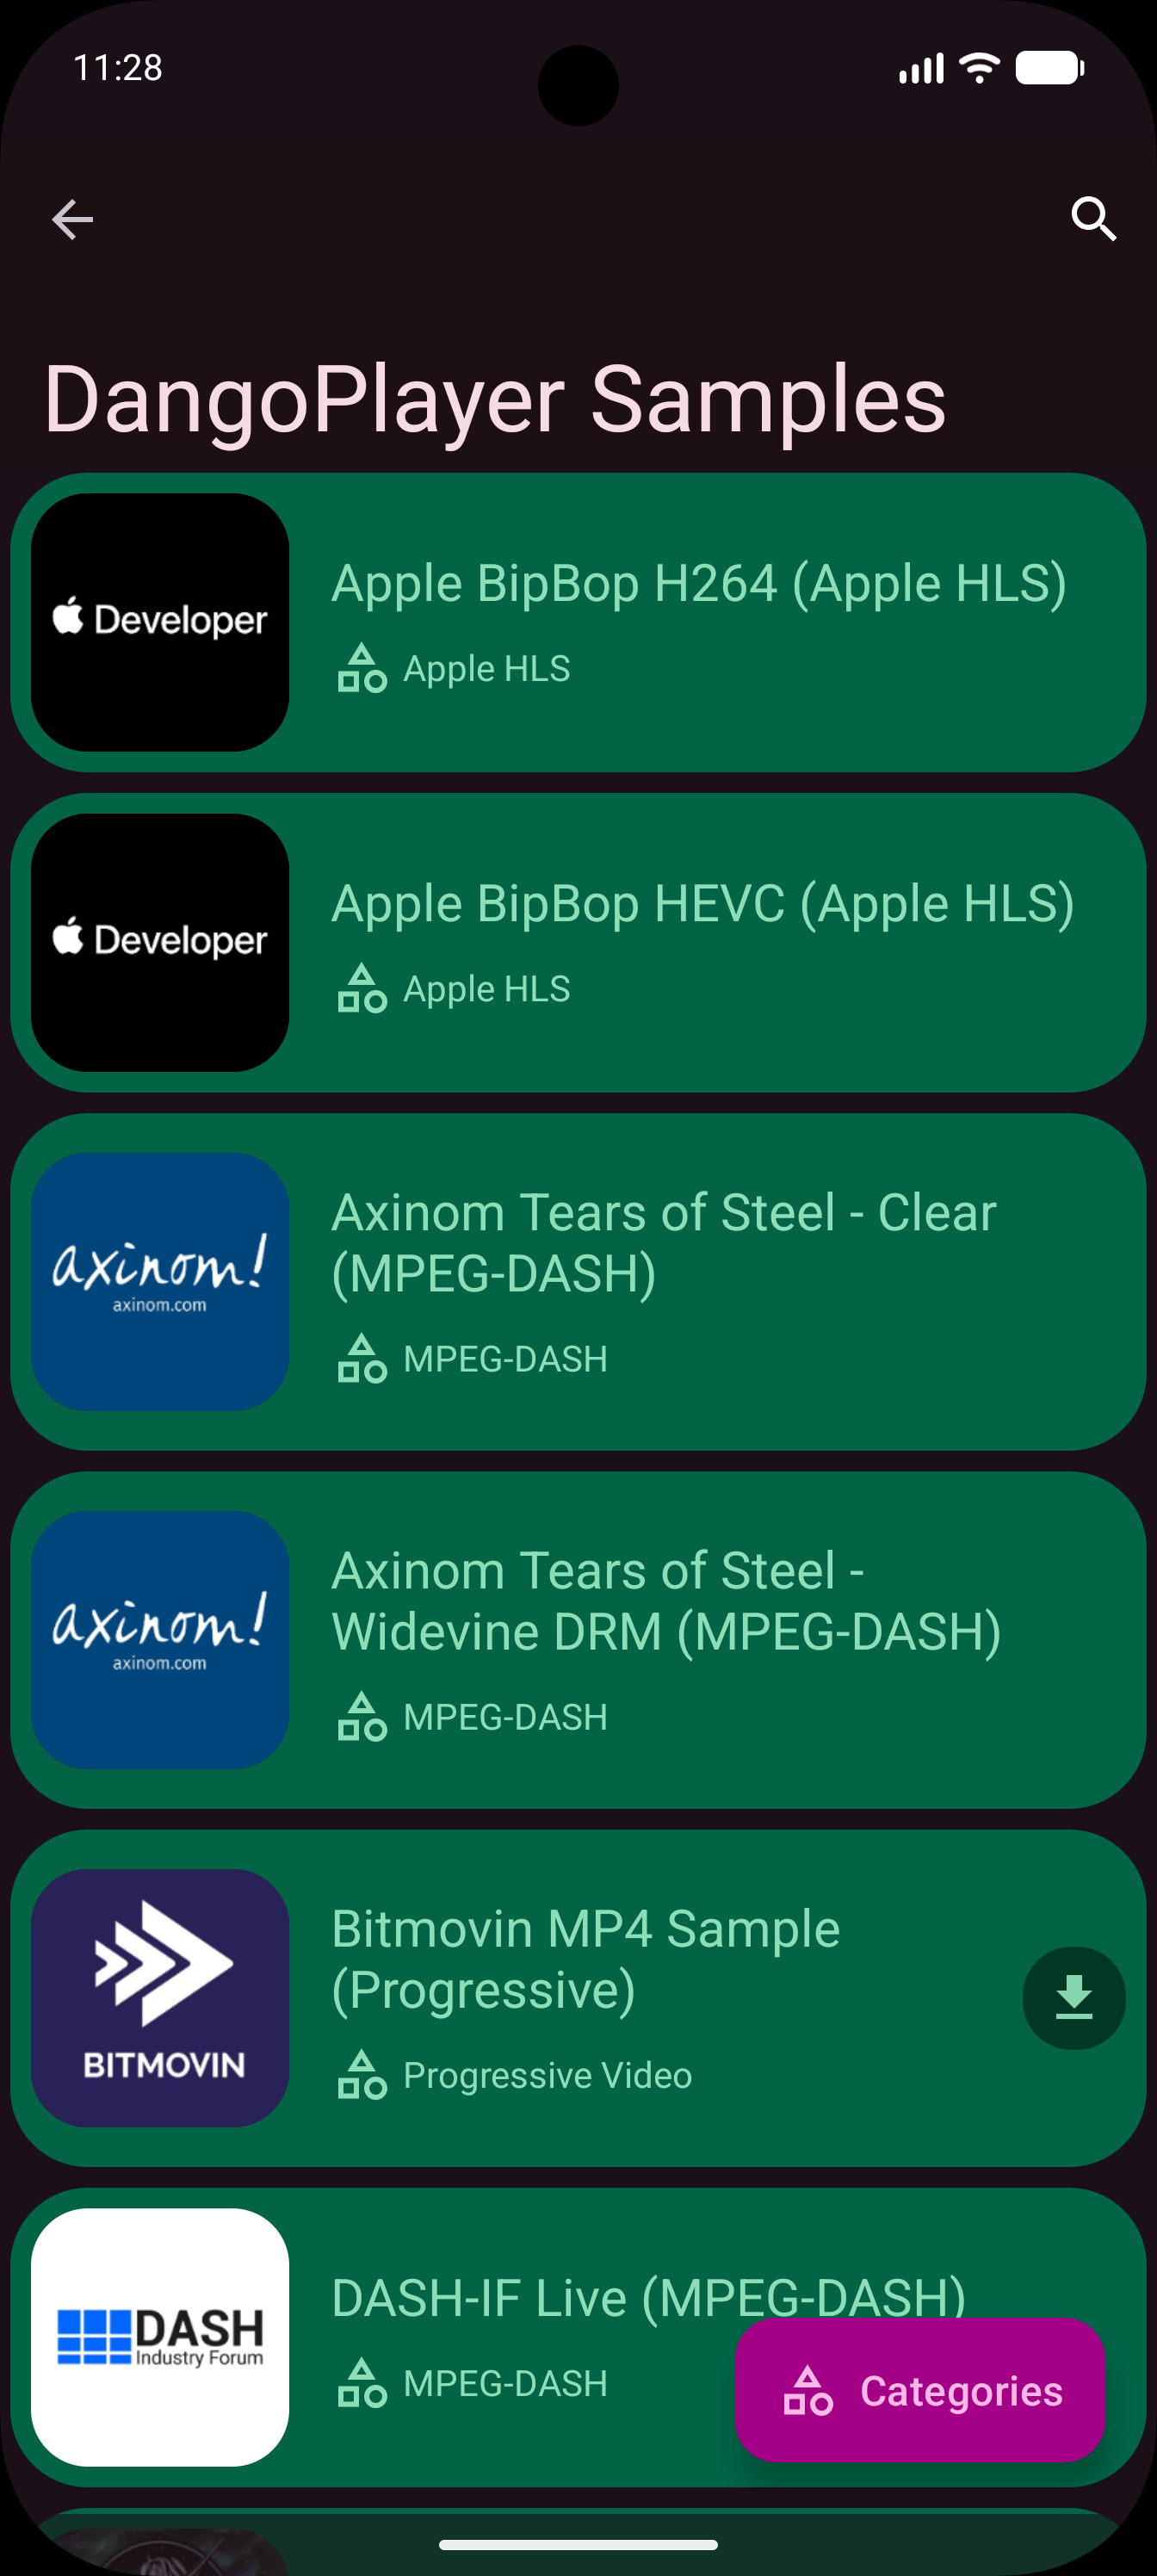 11:28
DangoPlayer Samples
Developer
Apple BipBop H264 (Apple HLS)
Apple HLS
Developer
Apple BipBop HEVC (Apple HLS)
Apple HLS
axinom!
axinom.com
Axinom Tears of Steel - Clear
(MPEG-DASH)
MPEG-DASH
axinom!
axinom.com
Axinom Tears of Steel -
Widevine DRM (MPEG-DASH)
MPEG-DASH
BITMOVIN
Bitmovin MP4 Sample
(Progressive)
Progressive Video
DASH
Industry Forum
DASH-IF Live (MPEG-DASH)
MPEG-DASH
Categories